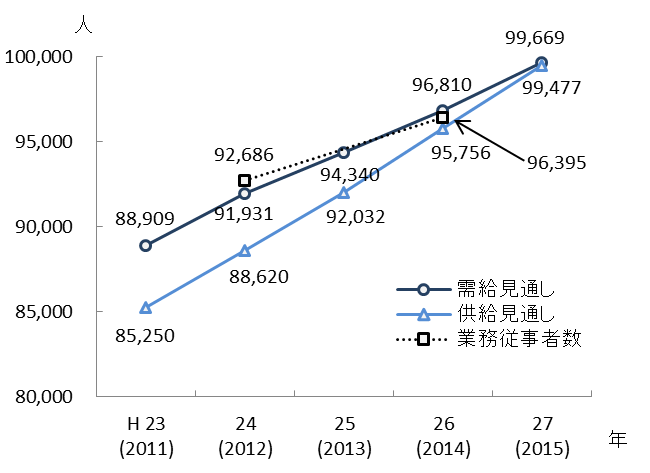 人
100,000
95,000
90,000
85,000
80,000
99,669
96,810
99,477
92,686
95,756
96,395
94,340
88,909
91,931
92,032
88,620
85,250
需給見通し
供給見通し
業務従事者数
H 23 24 25 26 27
(2011) (2012) (2013) (2014) (2015)
年